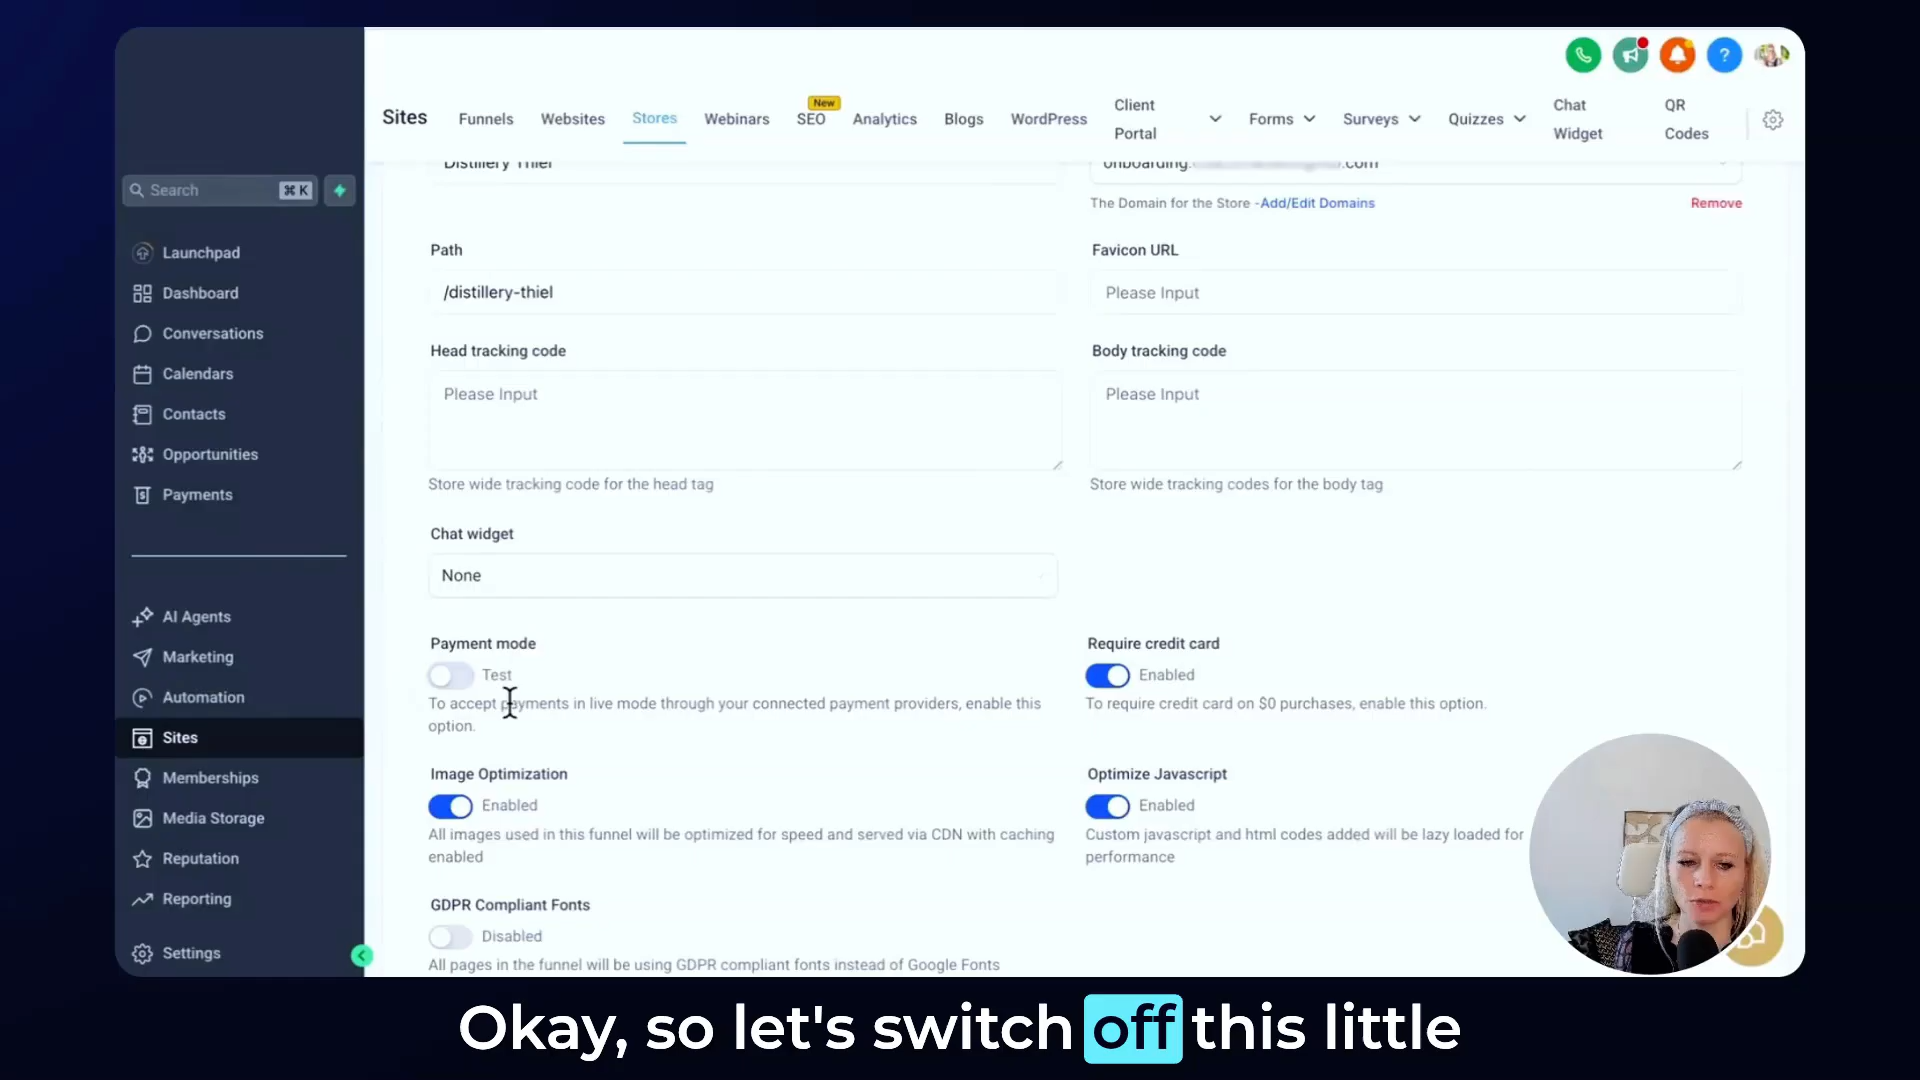 Sites
Funnels
Websites
Stores
Webinars
New
SEO
Analytics
Blogs
WordPress
Client
Portal
Forms
Surveys
Quizzes
Chat
Widget
QR
Codes
Search
⌘ K
Launchpad
Dashboard
Conversations
Calendars
Contacts
Opportunities
Payments
AI Agents
Marketing
Automation
Sites
Memberships
Media Storage
Reputation
Reporting
Settings
Distillery Thiel
onboarding. .com
The Domain for the Store -Add/Edit Domains
Remove
Path
/distillery-thiel
Favicon URL
Please Input
Head tracking code
Please Input
Store wide tracking code for the head tag
Body tracking code
Please Input
Store wide tracking codes for the body tag
Chat widget
None
Payment mode
Test
To accept payments in live mode through your connected payment providers, enable this
option.
Require credit card
Enabled
To require credit card on $0 purchases, enable this option.
Image Optimization
Enabled
All images used in this funnel will be optimized for speed and served via CDN with caching
enabled
Optimize Javascript
Enabled
Custom javascript and html codes added will be lazy loaded for
performance
GDPR Compliant Fonts
Disabled
All pages in the funnel will be using GDPR compliant fonts instead of Google Fonts
Okay, so let's switch off this little